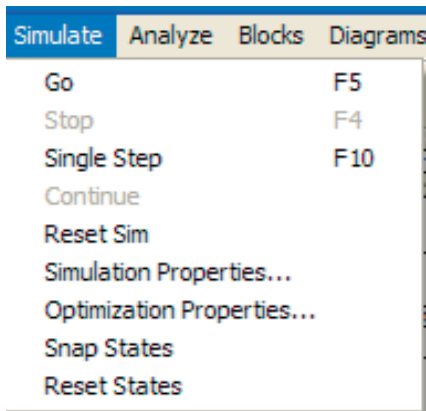 Simulate Analyze Blocks Diagrams
Go F5
Stop F4
Single Step F10
Continue
Reset Sim
Simulation Properties...
Optimization Properties...
Snap States
Reset States